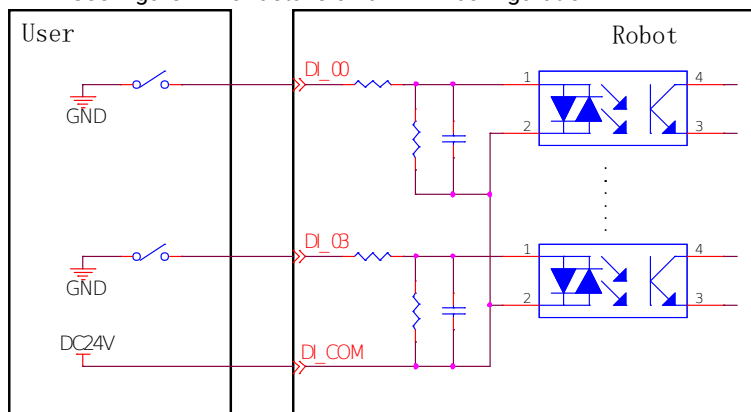 User
Robot
DI_00
GND
1
2
4
3
DI_03
GND
1
2
4
3
DC24V
DI_COM